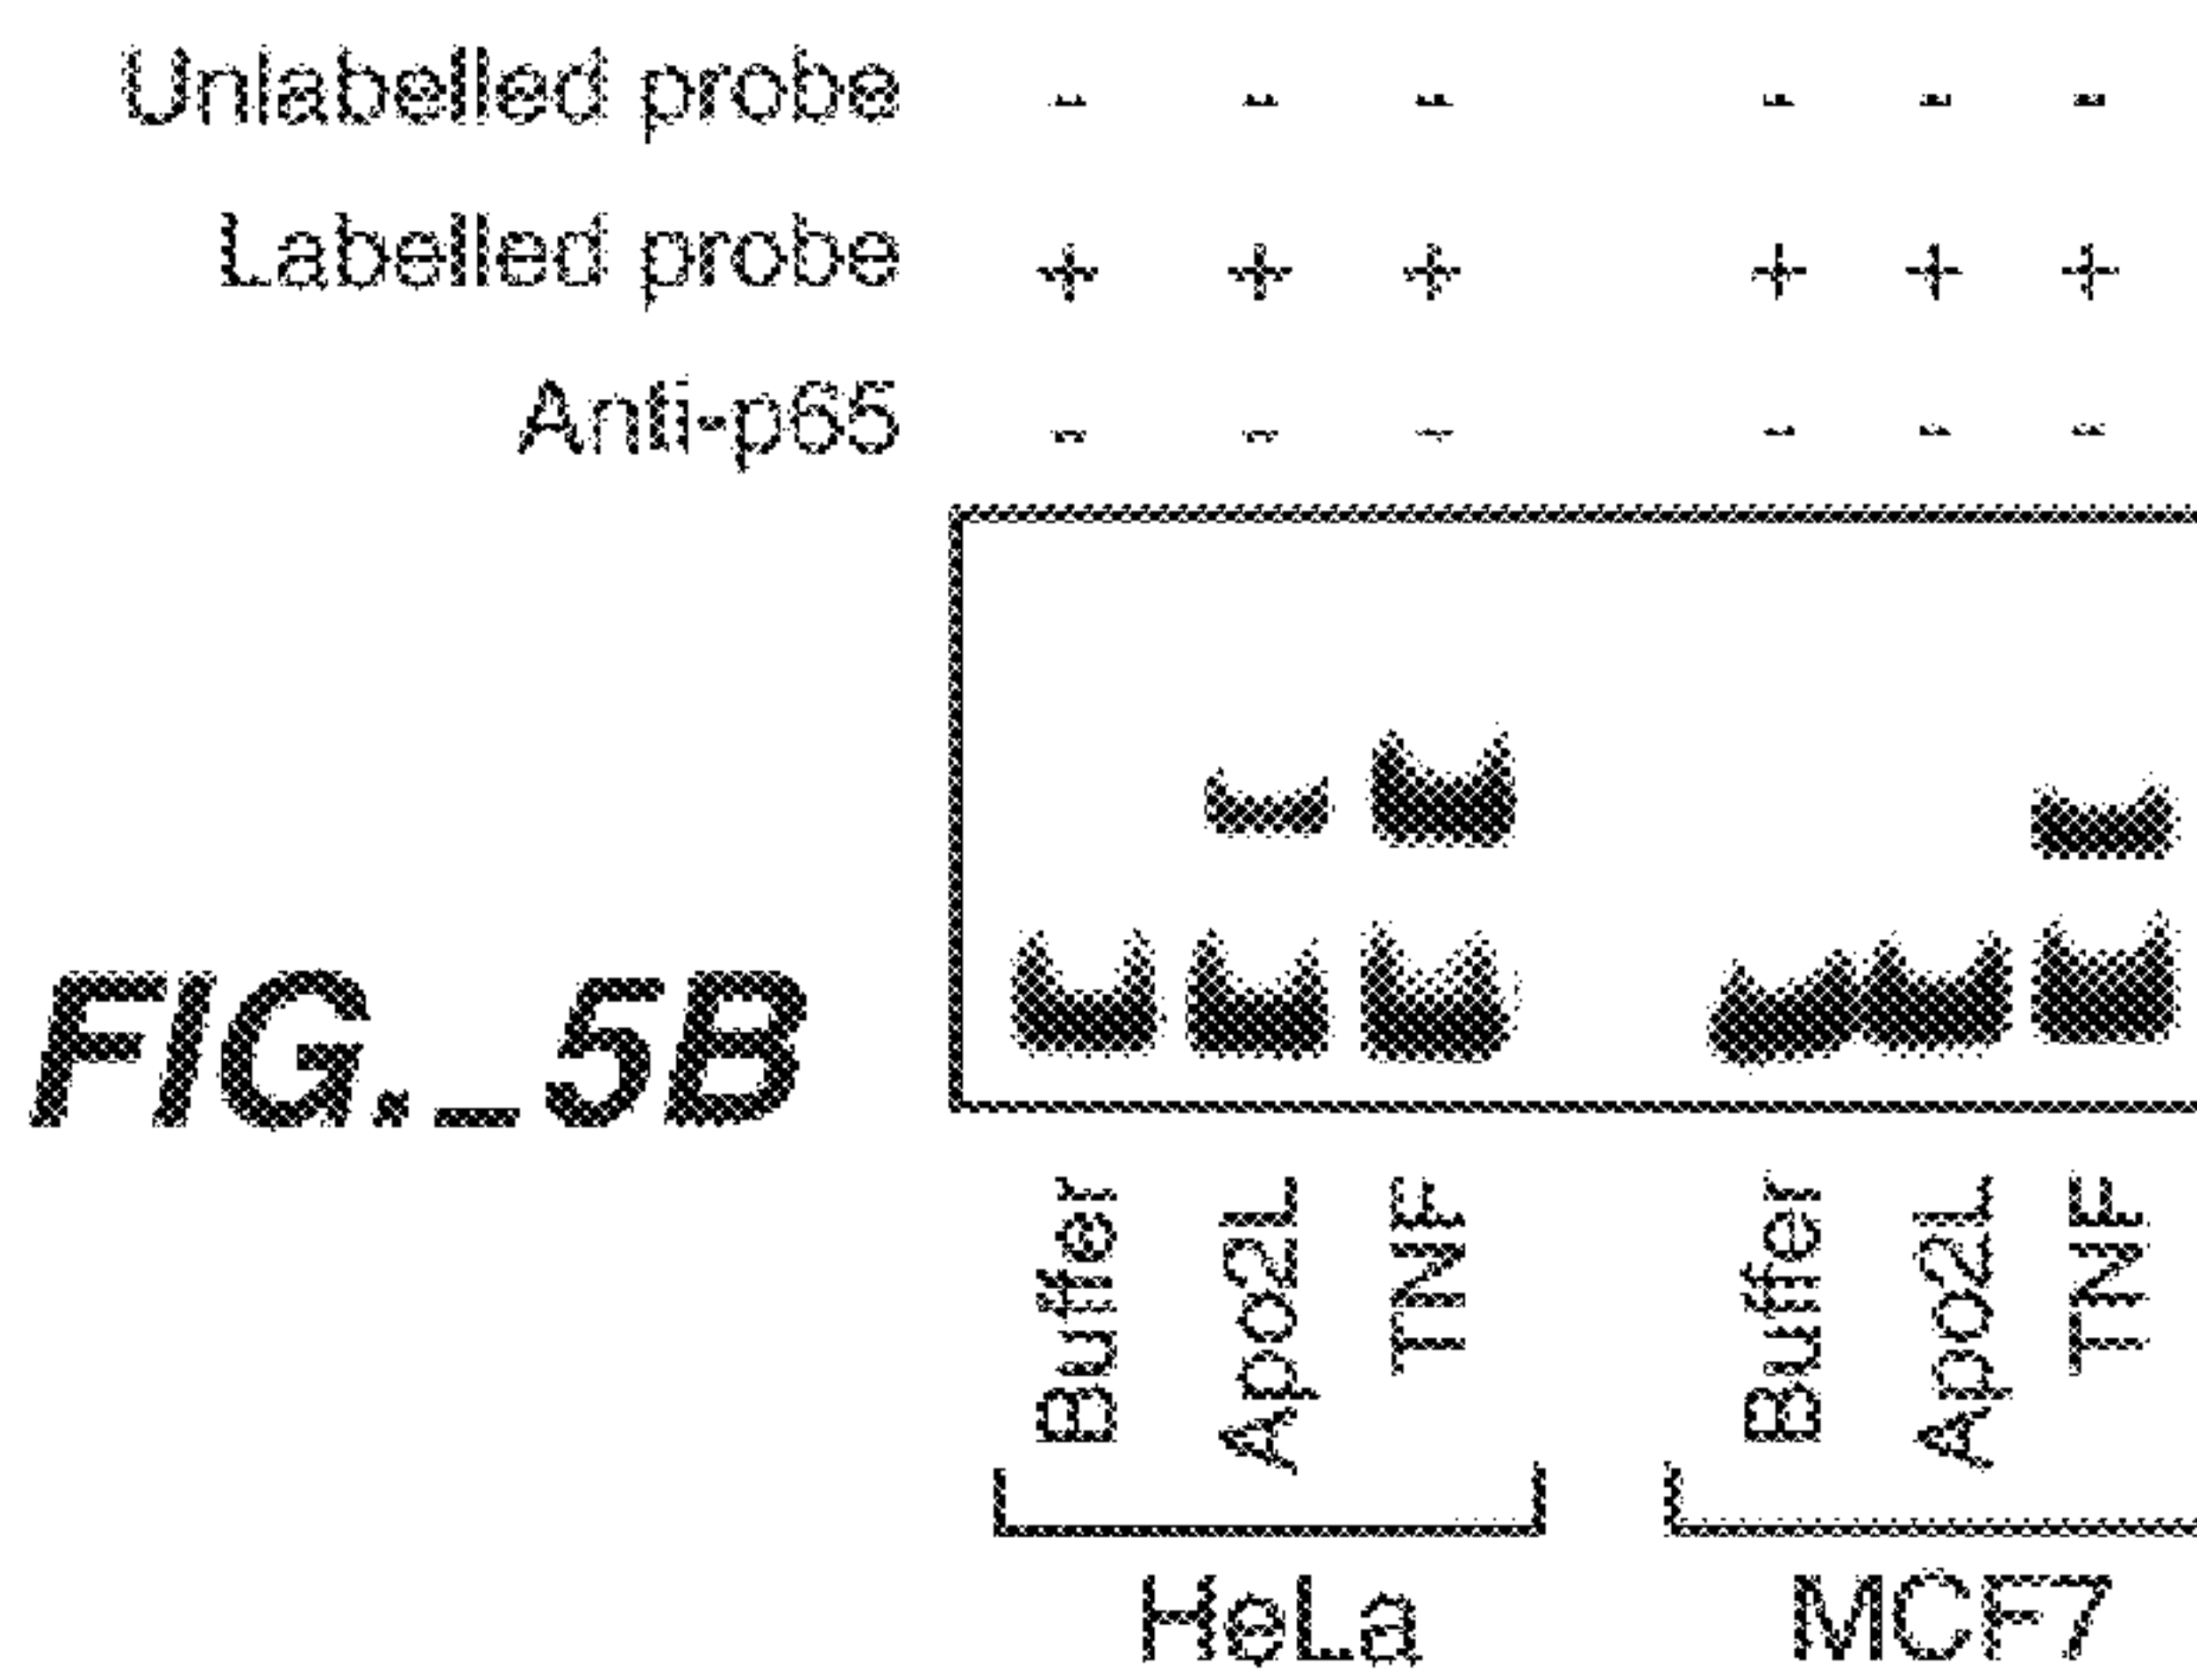 Unlabelled probe - - - - - -
Labelled probe + + + + + +
Anti-p65 - - - - - -
FIG._5B
Buffer Apo2L TNF Buffer Apo2L TNF
HeLa MCF7